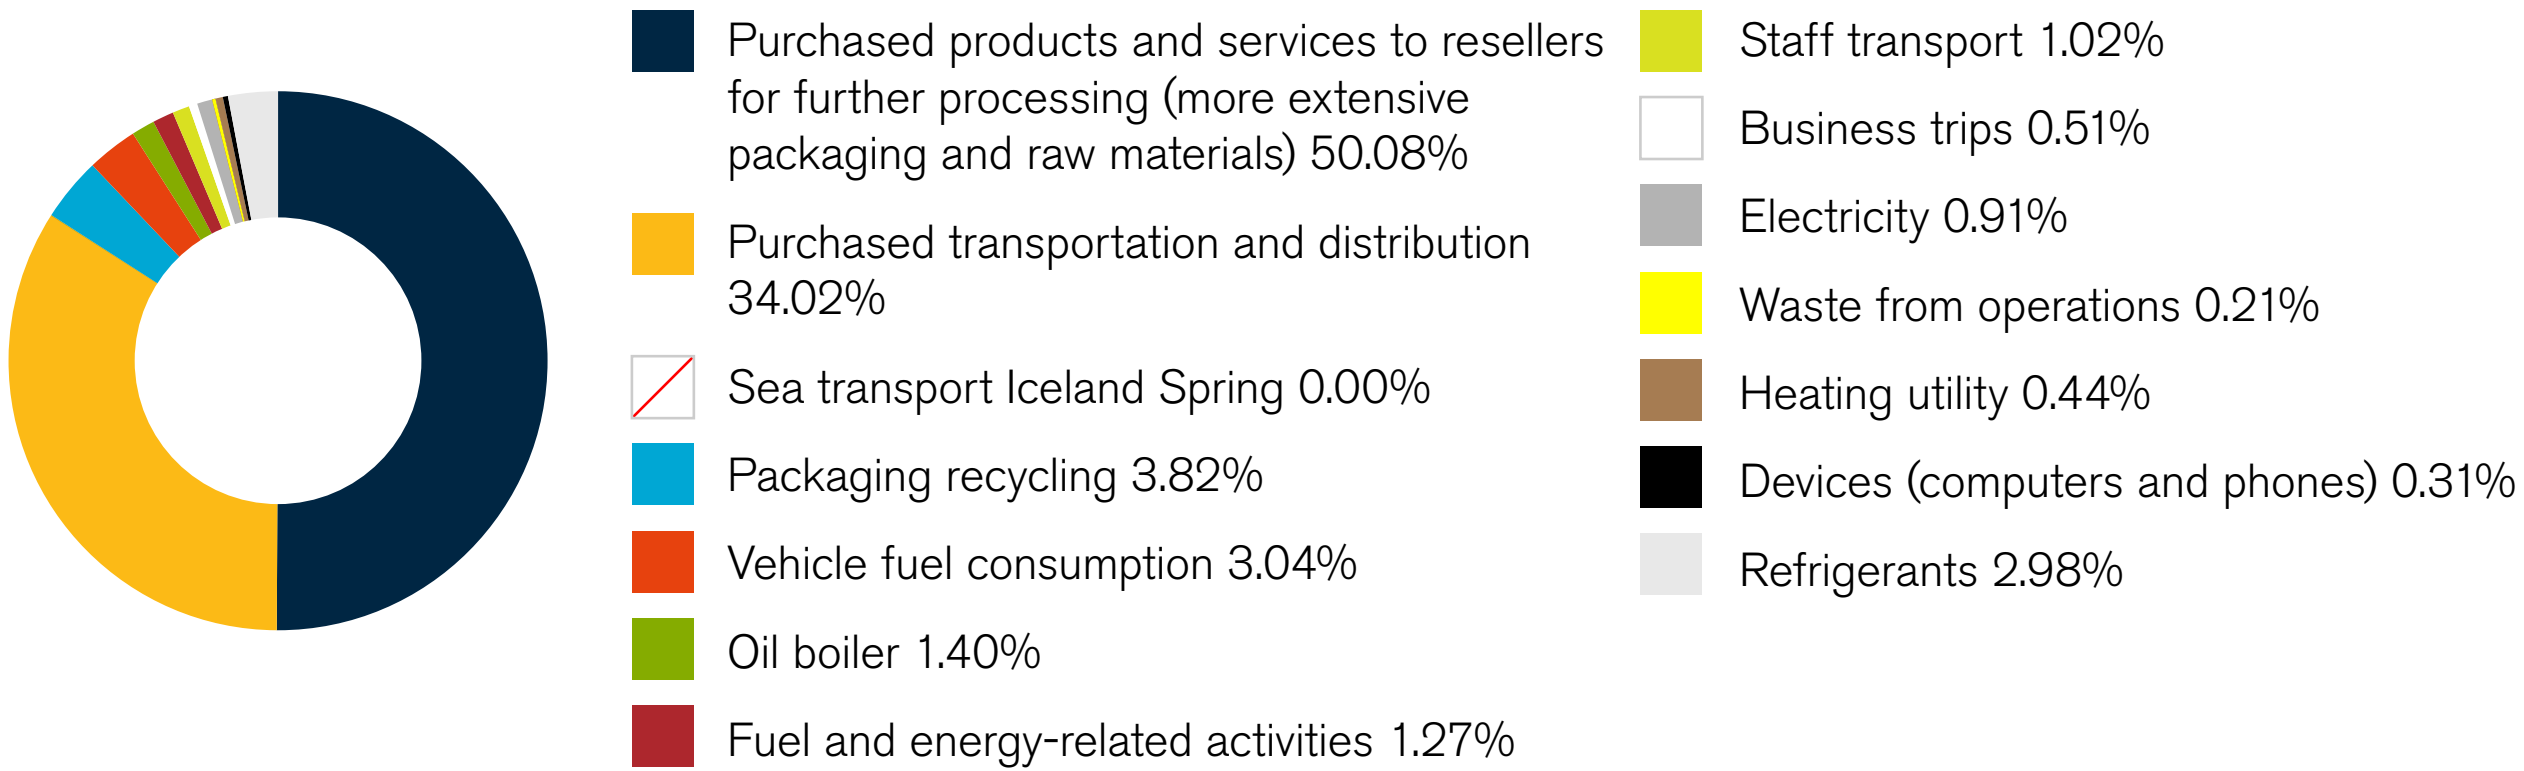 Purchased products and services to resellers
for further processing (more extensive
packaging and raw materials) 50.08%
Purchased transportation and distribution
34.02%
Sea transport Iceland Spring 0.00%
Packaging recycling 3.82%
Vehicle fuel consumption 3.04%
Oil boiler 1.40%
Fuel and energy-related activities 1.27%
Staff transport 1.02%
Business trips 0.51%
Electricity 0.91%
Waste from operations 0.21%
Heating utility 0.44%
Devices (computers and phones) 0.31%
Refrigerants 2.98%